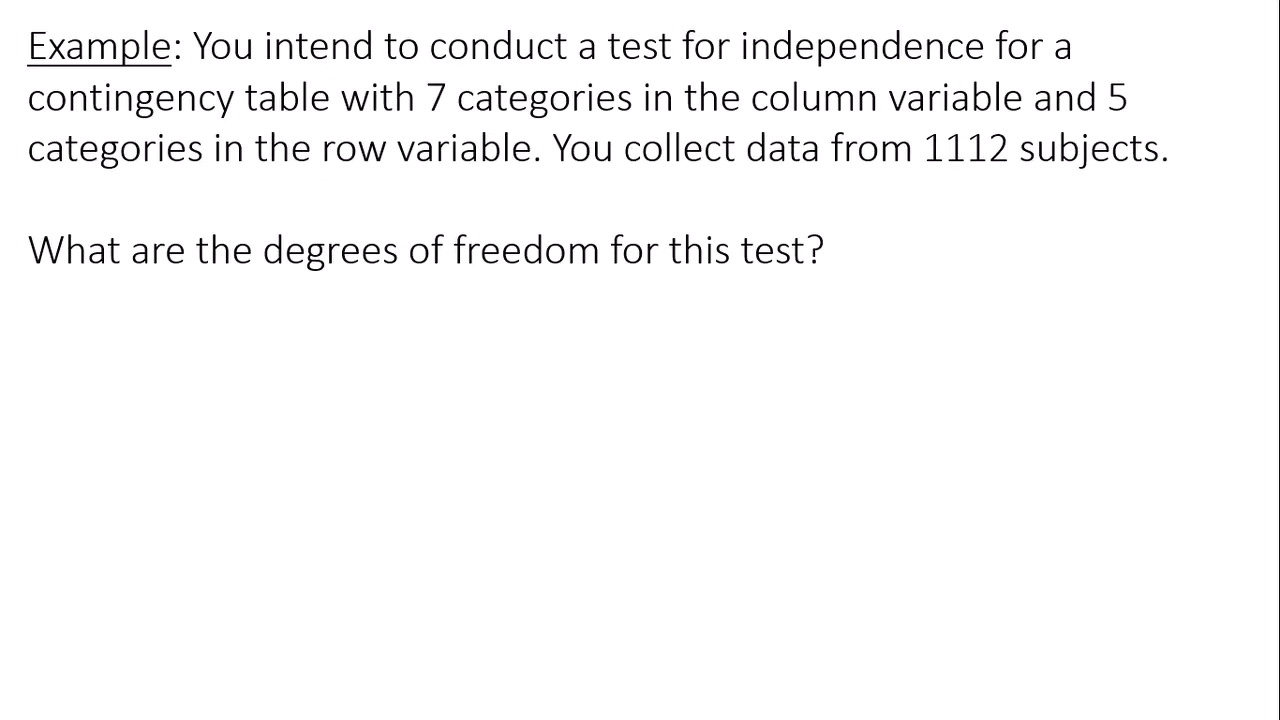 Example: You intend to conduct a test for independence for a
contingency table with 7 categories in the column variable and 5
categories in the row variable. You collect data from 1112 subjects.
What are the degrees of freedom for this test?